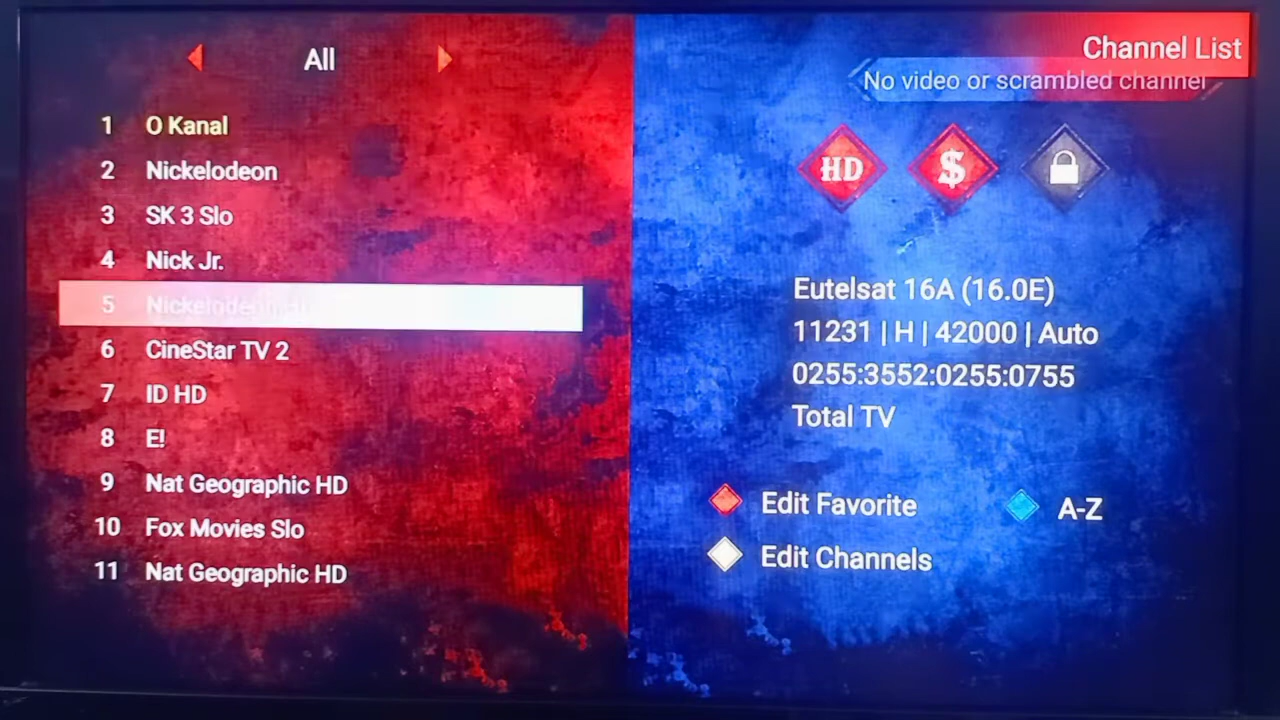 All
Channel List
No video or scrambled channel
1 O Kanal
2 Nickelodeon
3 SK 3 Slo
4 Nick Jr.
5 Nickelodeon
6 CineStar TV 2
7 ID HD
8 E!
9 Nat Geographic HD
10 Fox Movies Slo
11 Nat Geographic HD
HD
$
Eutelsat 16A (16.0E)
11231 | H | 42000 | Auto
0255:3552:0255:0755
Total TV
Edit Favorite
A-Z
Edit Channels